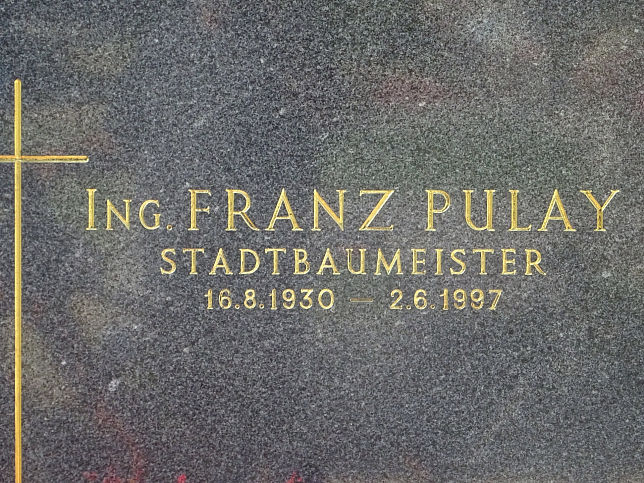 Ing. FRANZ PULAY
STADTBAUMEISTER
16.8.1930 — 2.6.1997